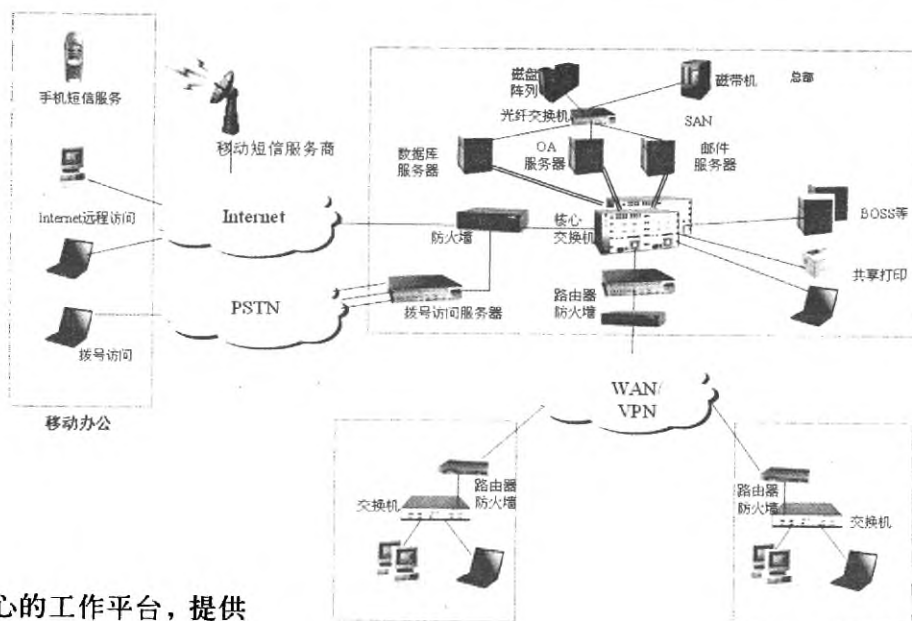 手机短信服务
移动短信服务商
Internet远程访问
Internet
PSTN
拨号访问
移动办公
磁盘
阵列
磁带机
总部
光纤交换机
SAN
数据库
服务器
OA
服务器
邮件
服务器
防火墙
核心
交换机
BOSS等
共享打印
拨号访问服务器
路由器
防火墙
WAN/
VPN
交换机
路由器
防火墙
路由器
防火墙
交换机
心的工作平台，提供